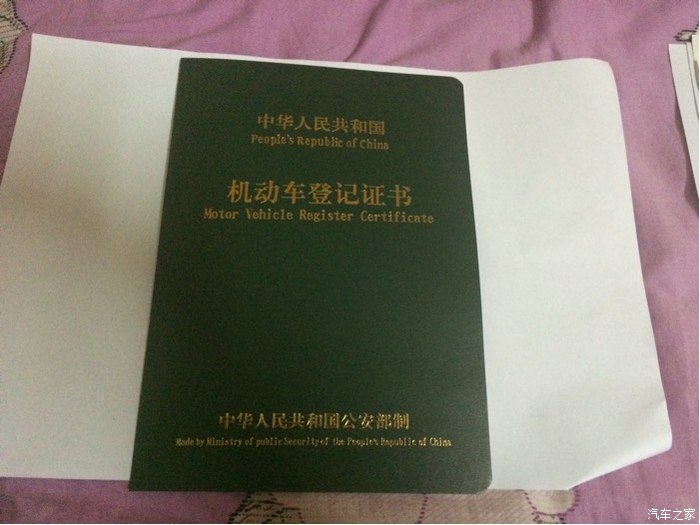 中华人民共和国
People's Republic of China
机动车登记证书
Motor Vehicle Register Certificate
中华人民共和国公安部制
Made by Ministry of public Security of the People's Republic of China
汽车之家